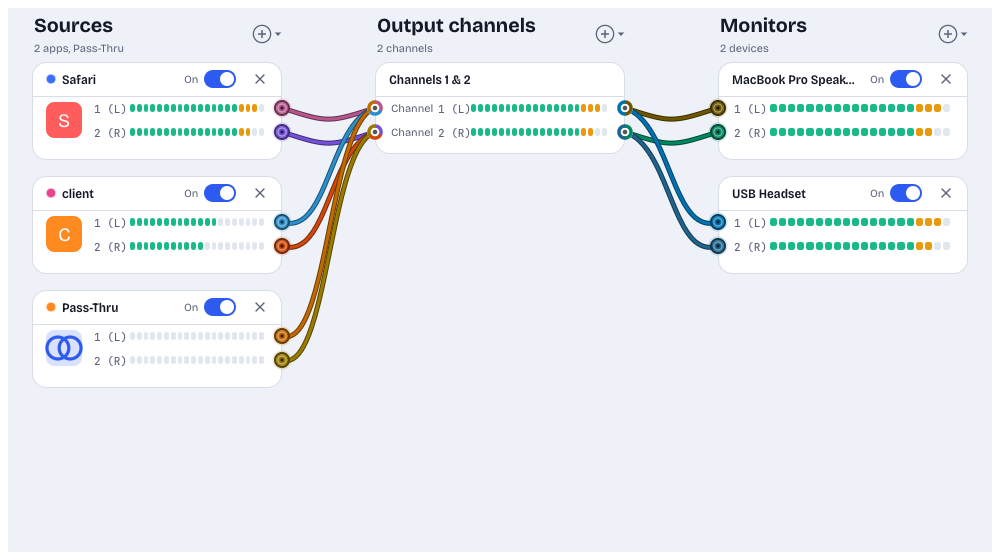 Sources
2 apps, Pass-Thru
Safari
On
S
1 (L)
2 (R)
client
On
C
1 (L)
2 (R)
Pass-Thru
On
1 (L)
2 (R)
Output channels
2 channels
Channels 1 & 2
Channel 1 (L)
Channel 2 (R)
Monitors
2 devices
MacBook Pro Speak...
On
1 (L)
2 (R)
USB Headset
On
1 (L)
2 (R)